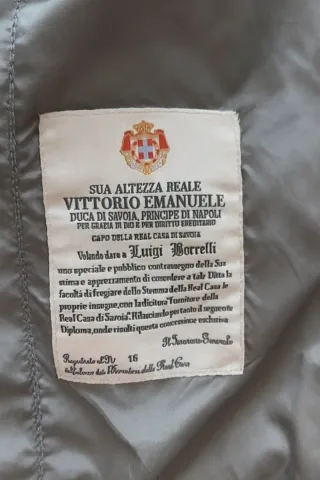 SUA ALTEZZA REALE
VITTORIO EMANUELE
DUCA DI SAVOIA, PRINCIPE DI NAPOLI
PER GRAZIA DI DIO E PER DIRITTO EREDITARIO
CAPO DELLA REAL CASA DI SAVOIA
Volendo dare a Luigi Borrelli
uno speciale e pubblico contrassegno della Sua
stima e apprezzamento di concedere a tale Ditta la
facoltà di fregiare dello Stemma della Real Casa le
proprie insegne, con la dicitura "Fornitore della
Real Casa di Savoia". Rilasciando pertanto il seguente
Diploma, onde risulti questa concessione esclusiva
Il Segretario Generale
Registrato al N° 16
della Real Casa